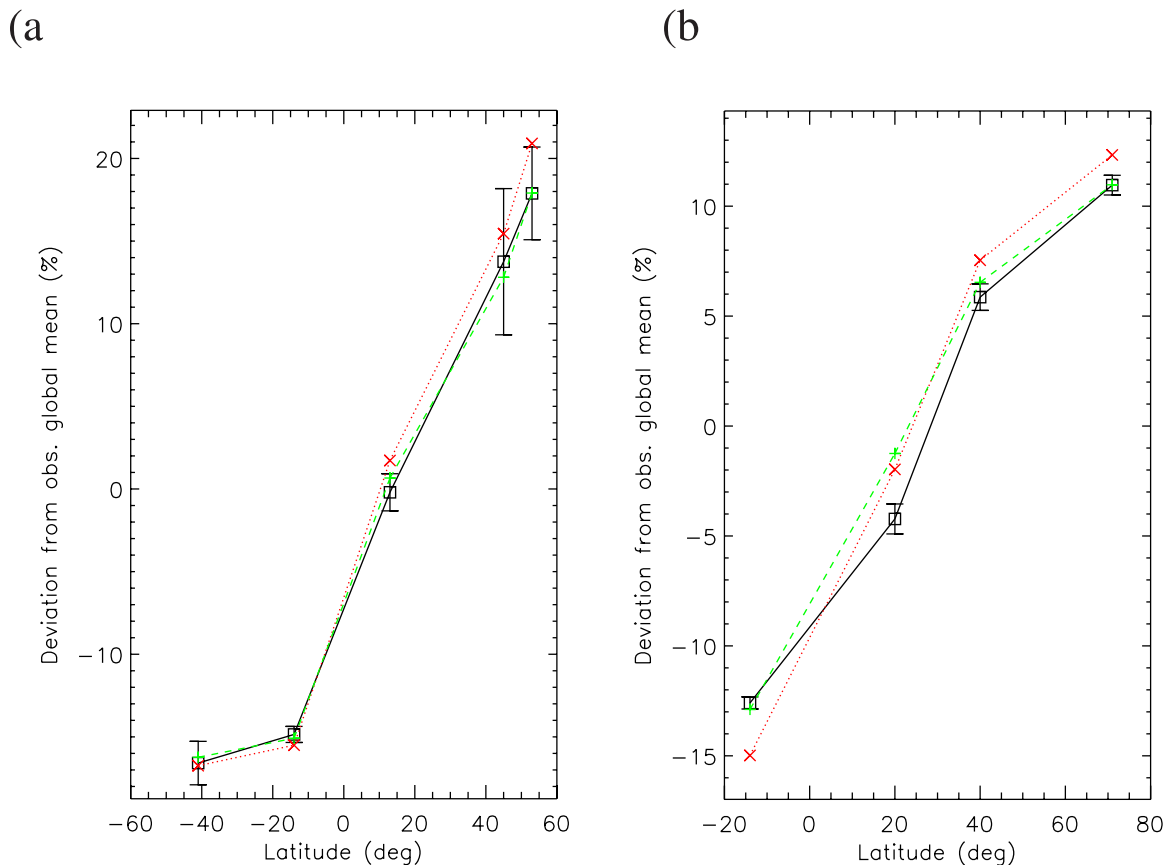 (a
(b
Deviation from obs. global mean (%)
20
10
0
−10
−60 −40 −20 0 20 40 60
Latitude (deg)
Deviation from obs. global mean (%)
10
5
0
−5
−10
−15
−20 0 20 40 60 80
Latitude (deg)